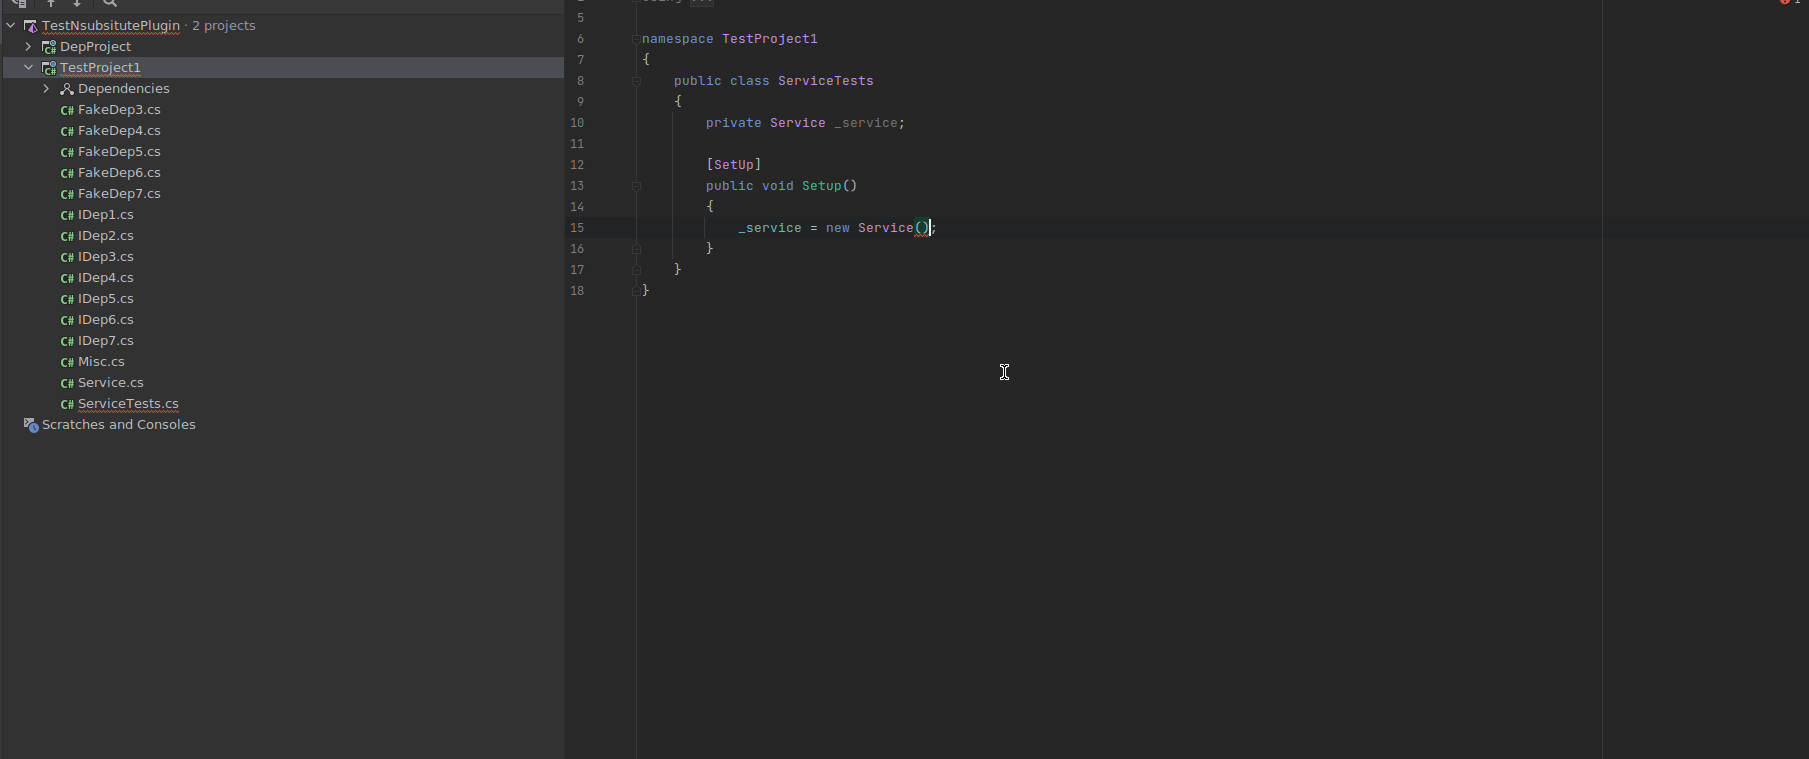 TestNsubsitutePlugin · 2 projects
DepProject
TestProject1
Dependencies
C# FakeDep3.cs
C# FakeDep4.cs
C# FakeDep5.cs
C# FakeDep6.cs
C# FakeDep7.cs
C# IDep1.cs
C# IDep2.cs
C# IDep3.cs
C# IDep4.cs
C# IDep5.cs
C# IDep6.cs
C# IDep7.cs
C# Misc.cs
C# Service.cs
C# ServiceTests.cs
Scratches and Consoles
5
6 namespace TestProject1
7 {
8 public class ServiceTests
9 {
10 private Service _service;
11
12 [SetUp]
13 public void Setup()
14 {
15 _service = new Service();
16 }
17 }
18 }